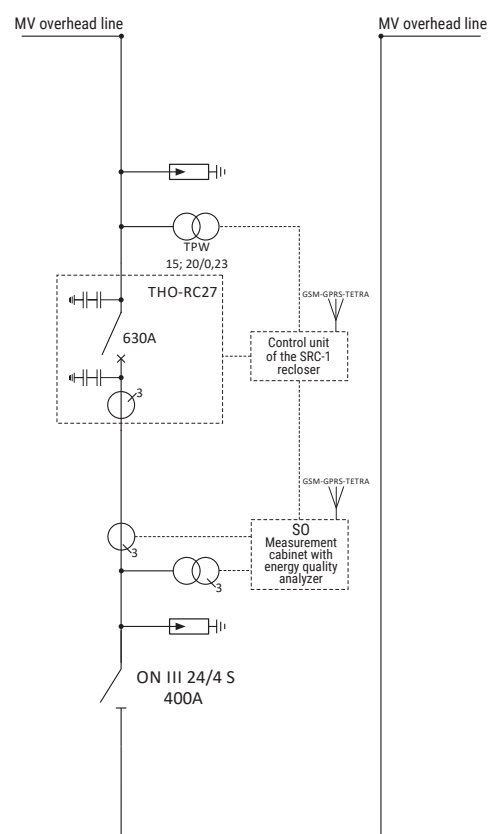 MV overhead line
MV overhead line
TPW
15; 20/0,23
THO-RC27
GSM-GPRS-TETRA
630A
Control unit
of the SRC-1
recloser
3
GSM-GPRS-TETRA
SO
Measurement
cabinet with
energy quality
analyzer
3
3
ON III 24/4 S
400A